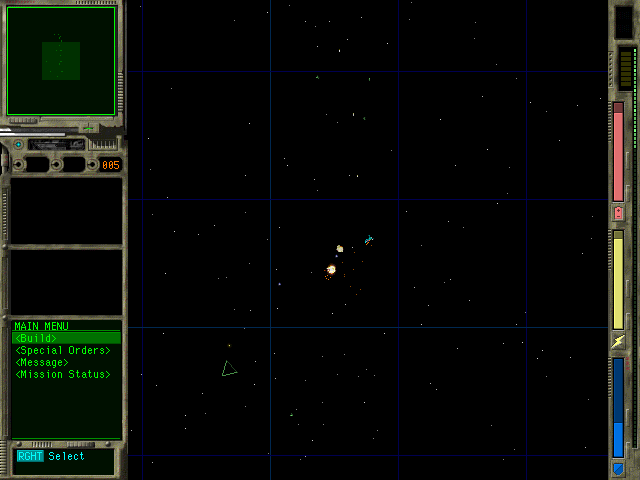 005
MAIN MENU
<Build>
<Special Orders>
<Message>
<Mission Status>
RGHT Select